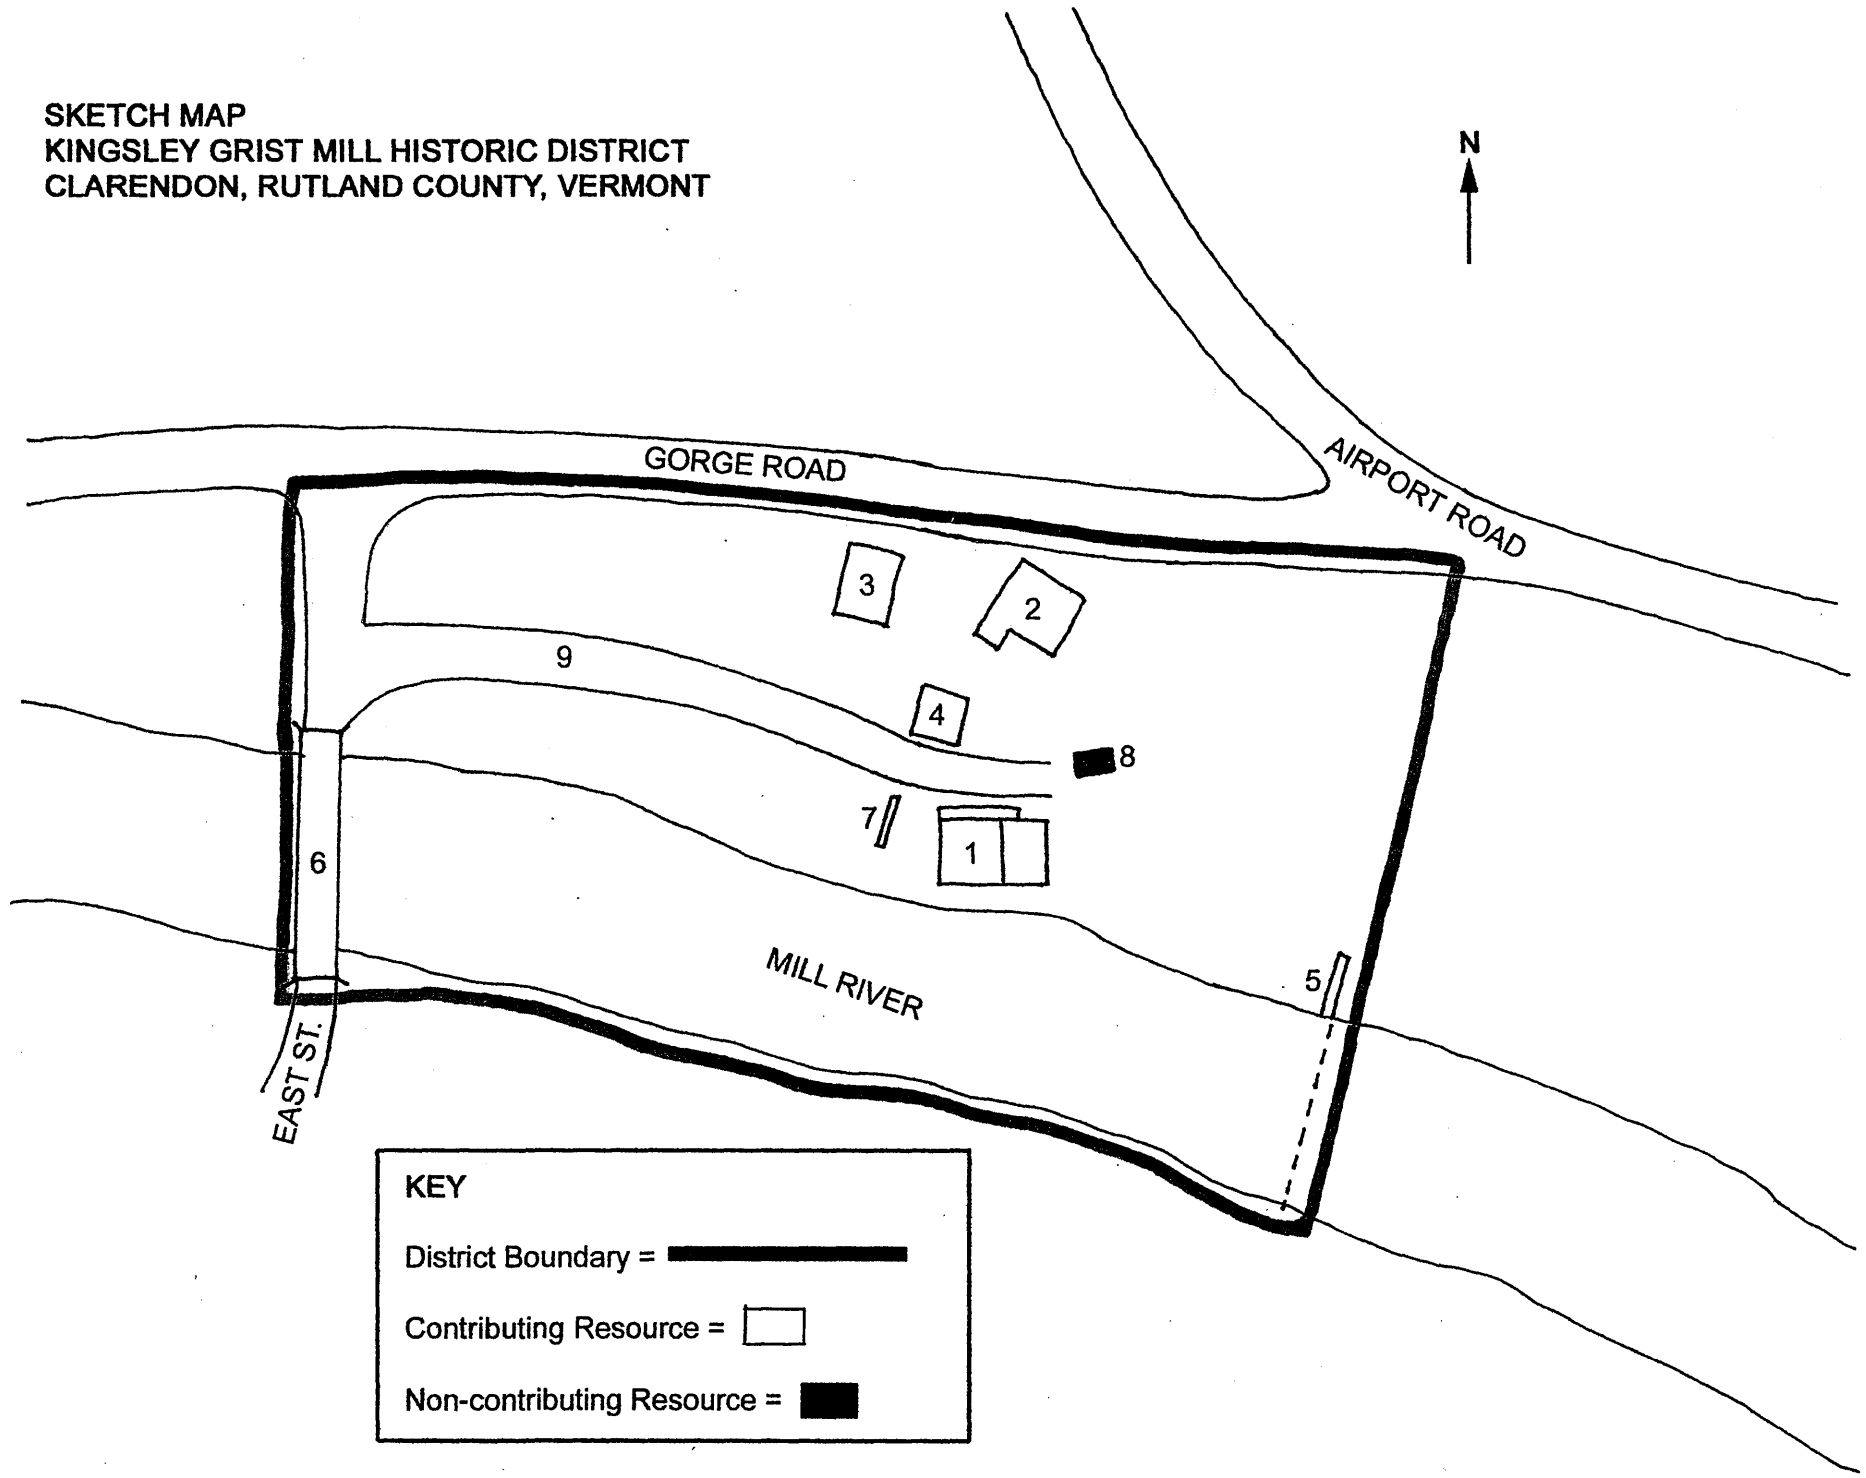 SKETCH MAP
KINGSLEY GRIST MILL HISTORIC DISTRICT
CLARENDON, RUTLAND COUNTY, VERMONT
N
GORGE ROAD
AIRPORT ROAD
3
2
9
4
8
7
1
6
5
MILL RIVER
EAST ST.
KEY
District Boundary =
Contributing Resource =
Non-contributing Resource =